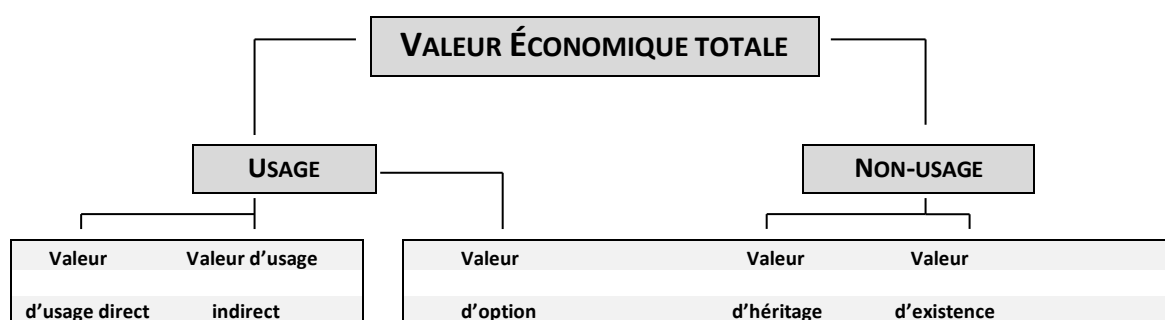 VALEUR ÉCONOMIQUE TOTALE
USAGE NON-USAGE
Valeur Valeur d’usage Valeur Valeur Valeur
d’usage direct indirect d’option d’héritage d’existence